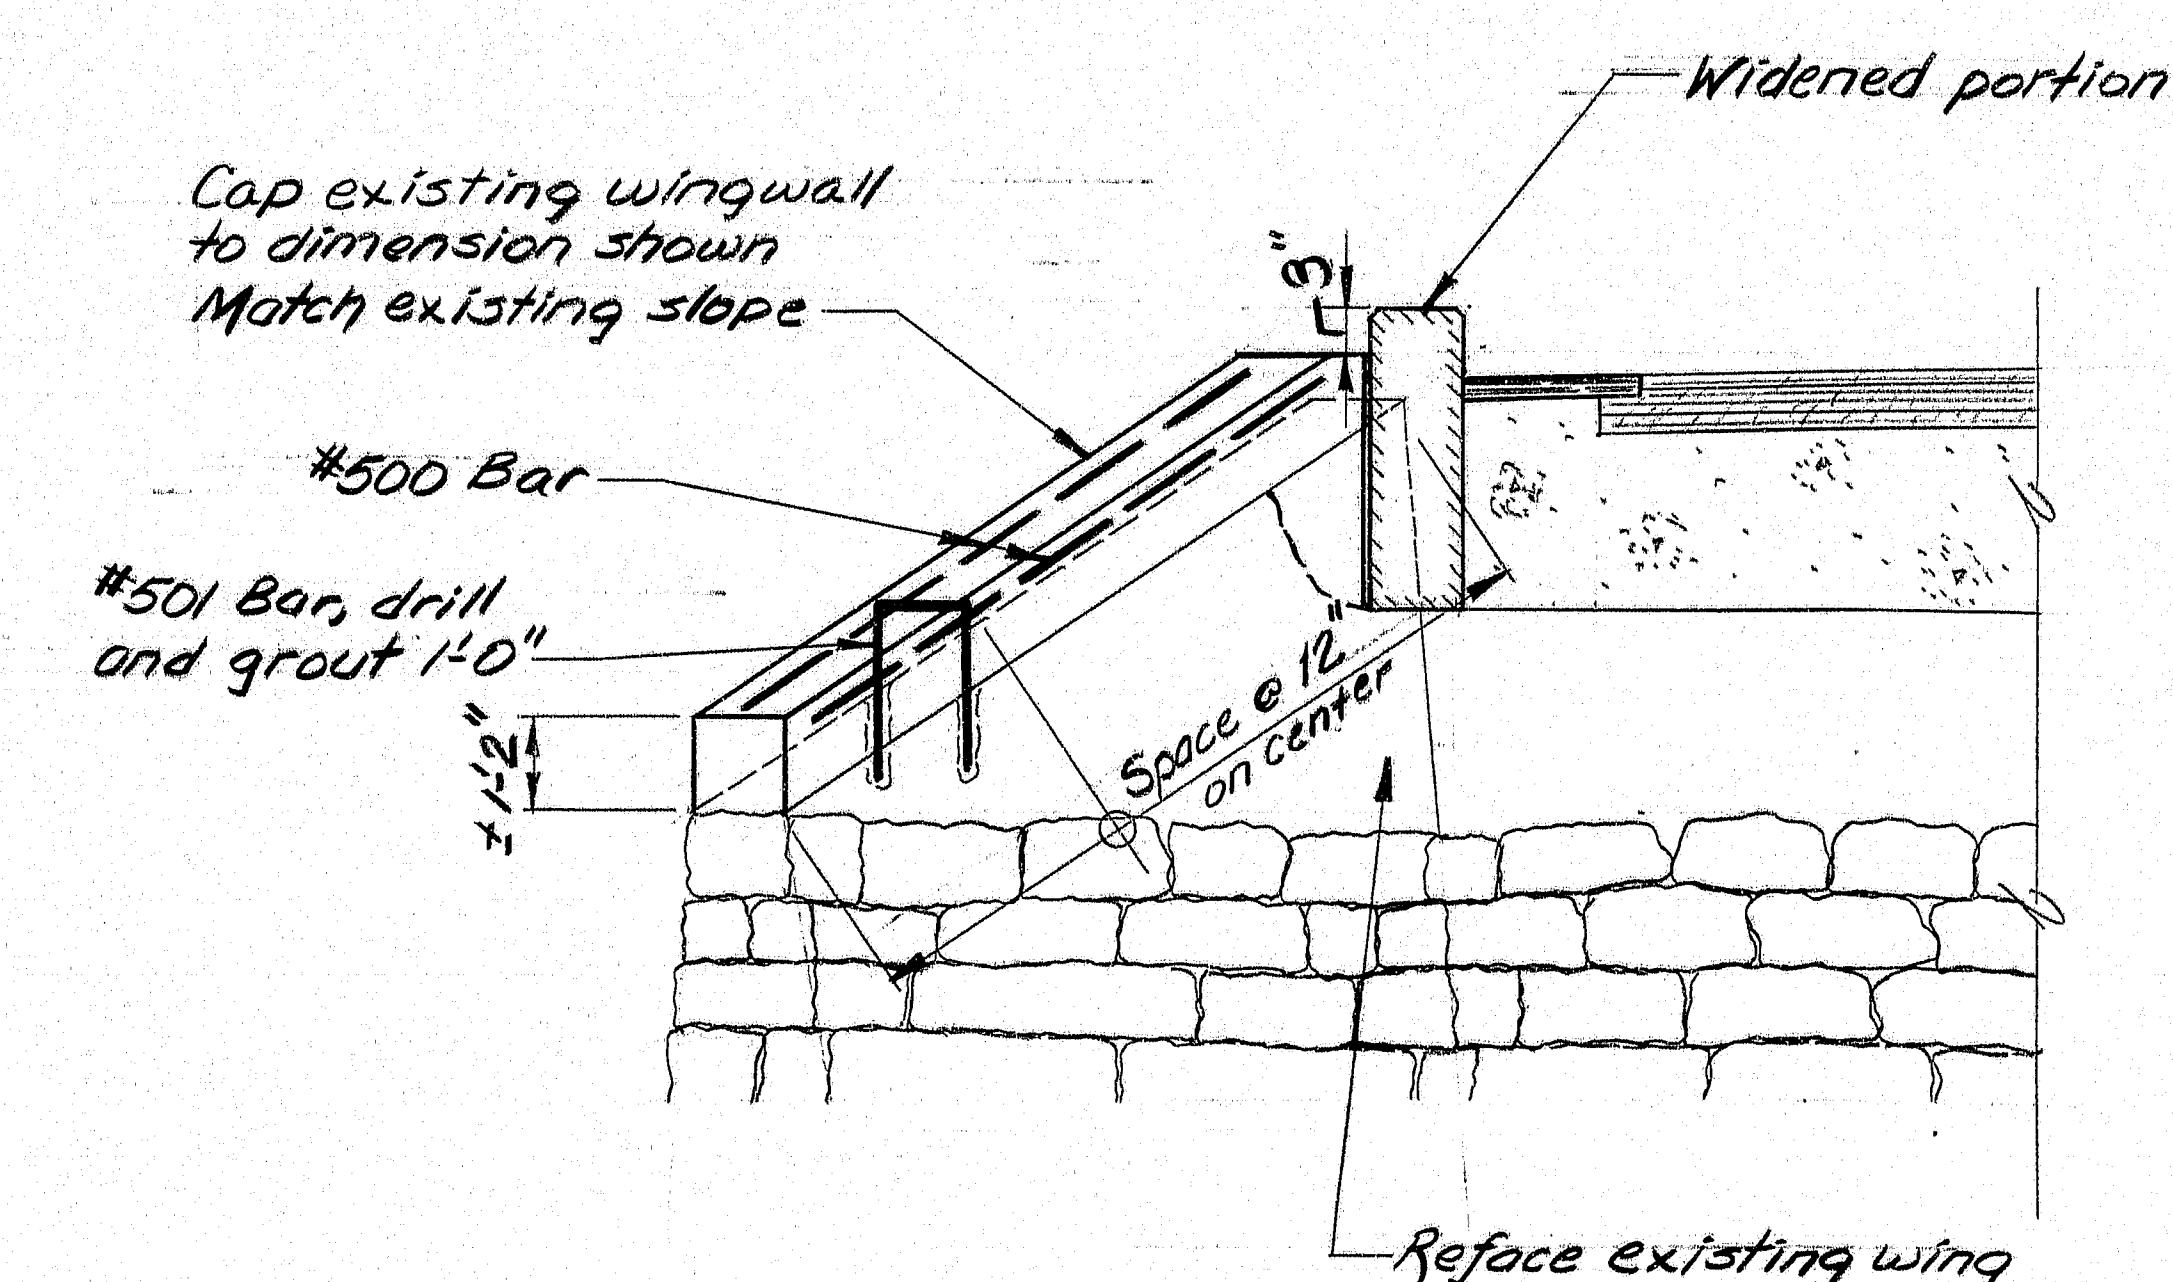 Widened portion
Cap existing wingwall
to dimension shown
Match existing slope
3"
#500 Bar
#501 Bar, drill
and grout 1'-0"
± 1'-2"
Space @ 12"
on center
Reface existing wing